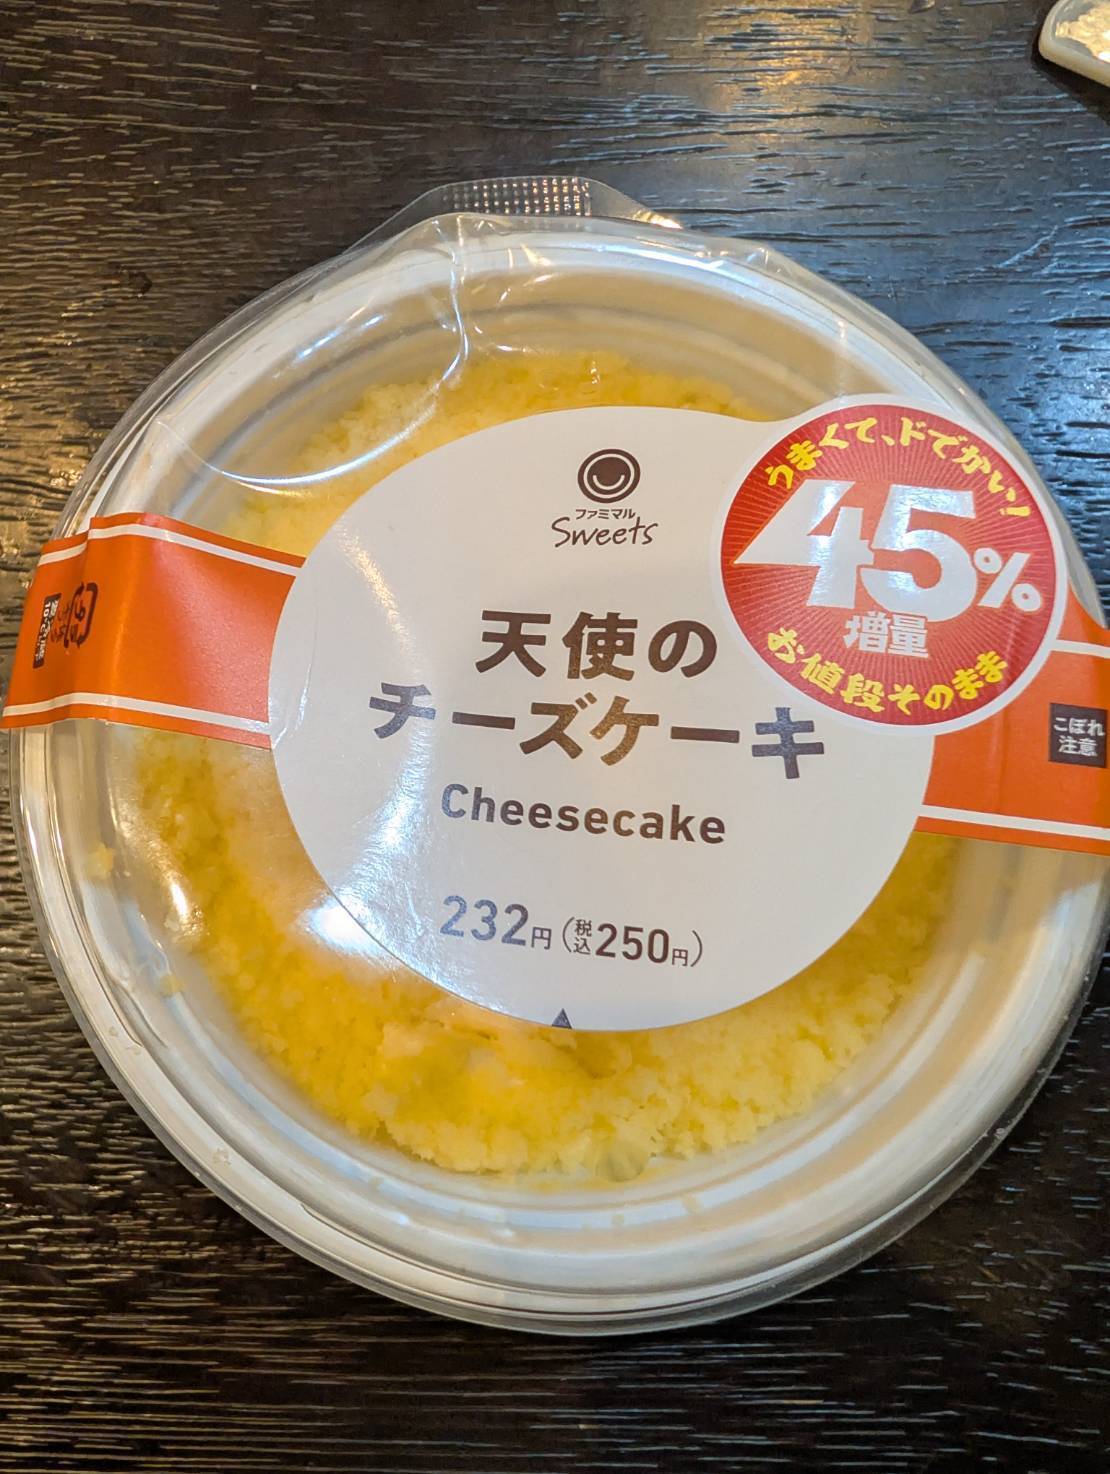 ファミマル
Sweets
天使の
チーズケーキ
Cheesecake
232円(税込250円)
うまくて、ドでかい!
45%
増量
お値段そのまま
こぼれ
注意